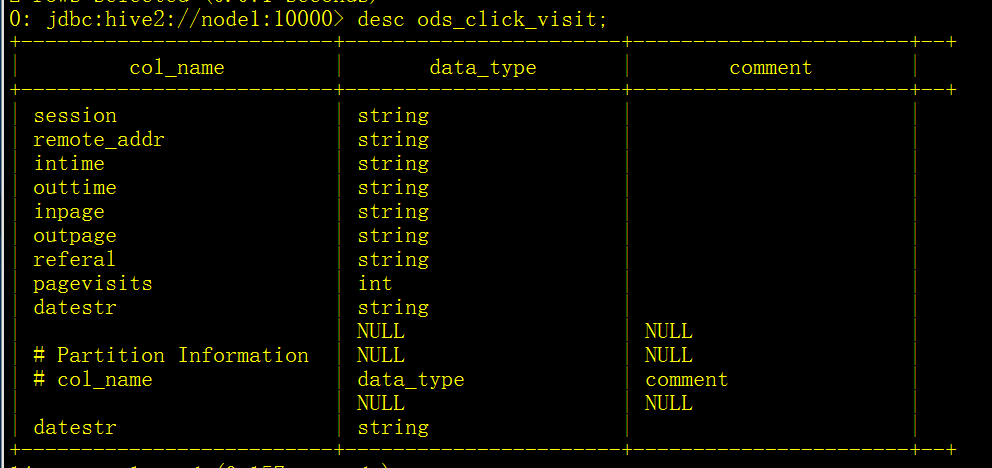 0: jdbc:hive2://node1:10000> desc ods_click_visit;
+---------------------------+------------------------+------------------------+--+
| col_name | data_type | comment |
+---------------------------+------------------------+------------------------+--+
| session | string | |
| remote_addr | string | |
| intime | string | |
| outtime | string | |
| inpage | string | |
| outpage | string | |
| referal | string | |
| pagevisits | int | |
| datestr | string | |
| | NULL | NULL |
| # Partition Information | NULL | NULL |
| # col_name | data_type | comment |
| | NULL | NULL |
| datestr | string | |
+---------------------------+------------------------+------------------------+--+